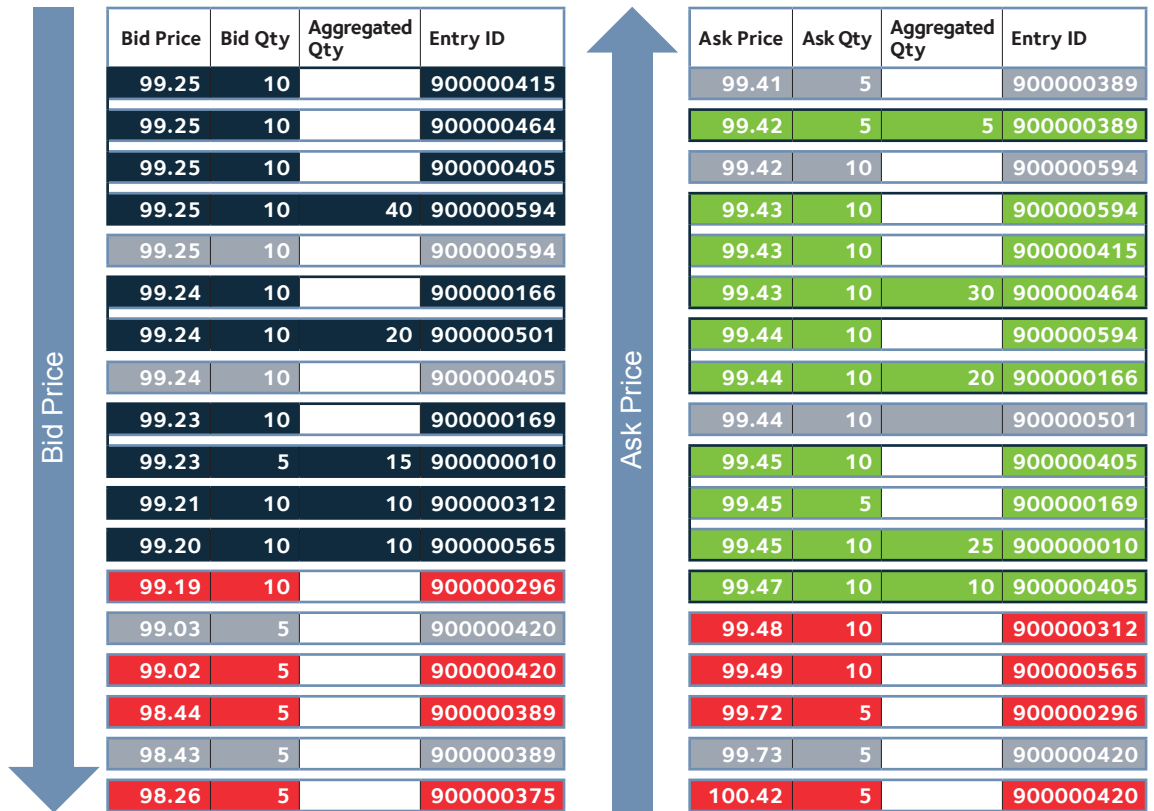 Bid Price
Bid Price Bid Qty Aggregated Qty Entry ID
99.25 10 900000415
99.25 10 900000464
99.25 10 900000405
99.25 10 40 900000594
99.25 10 900000594
99.24 10 900000166
99.24 10 20 900000501
99.24 10 900000405
99.23 10 900000169
99.23 5 15 900000010
99.21 10 10 900000312
99.20 10 10 900000565
99.19 10 900000296
99.03 5 900000420
99.02 5 900000420
98.44 5 900000389
98.43 5 900000389
98.26 5 900000375
Ask Price
Ask Price Ask Qty Aggregated Qty Entry ID
99.41 5 900000389
99.42 5 5 900000389
99.42 10 900000594
99.43 10 900000594
99.43 10 900000415
99.43 10 30 900000464
99.44 10 900000594
99.44 10 20 900000166
99.44 10 900000501
99.45 10 900000405
99.45 5 900000169
99.45 10 25 900000010
99.47 10 10 900000405
99.48 10 900000312
99.49 10 900000565
99.72 5 900000296
99.73 5 900000420
100.42 5 900000420